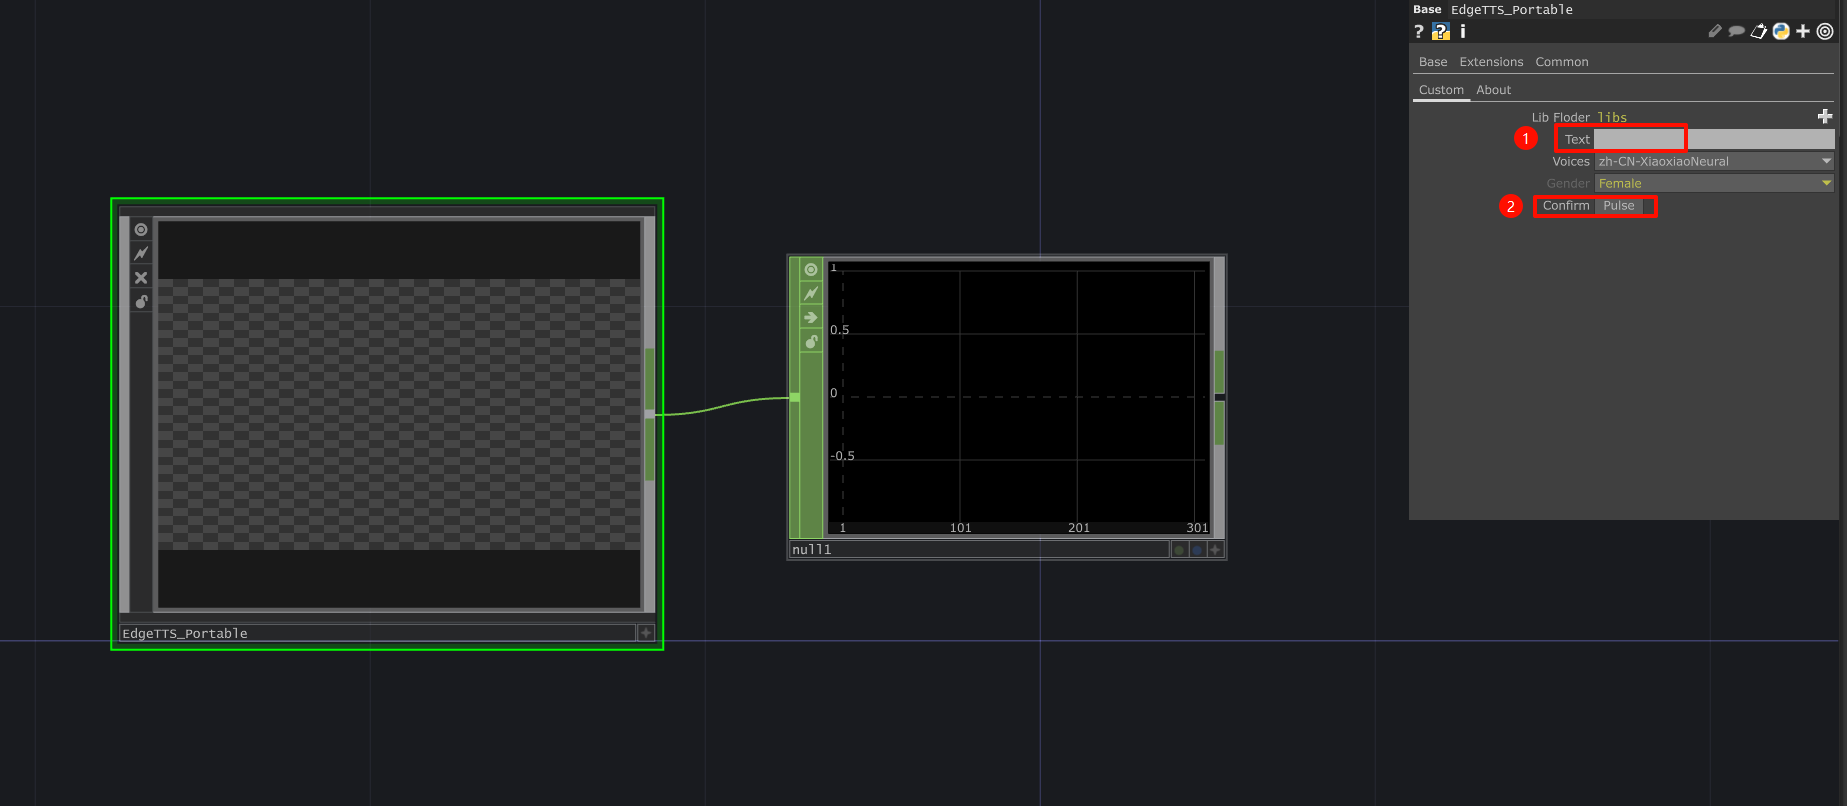 Base EdgeTTS_Portable
? ? i
Base Extensions Common
Custom About
Lib Floder libs
1 Text
Voices zh-CN-XiaoxiaoNeural
Gender Female
2 Confirm Pulse
EdgeTTS_Portable
1
0.5
0
-0.5
1 101 201 301
null1